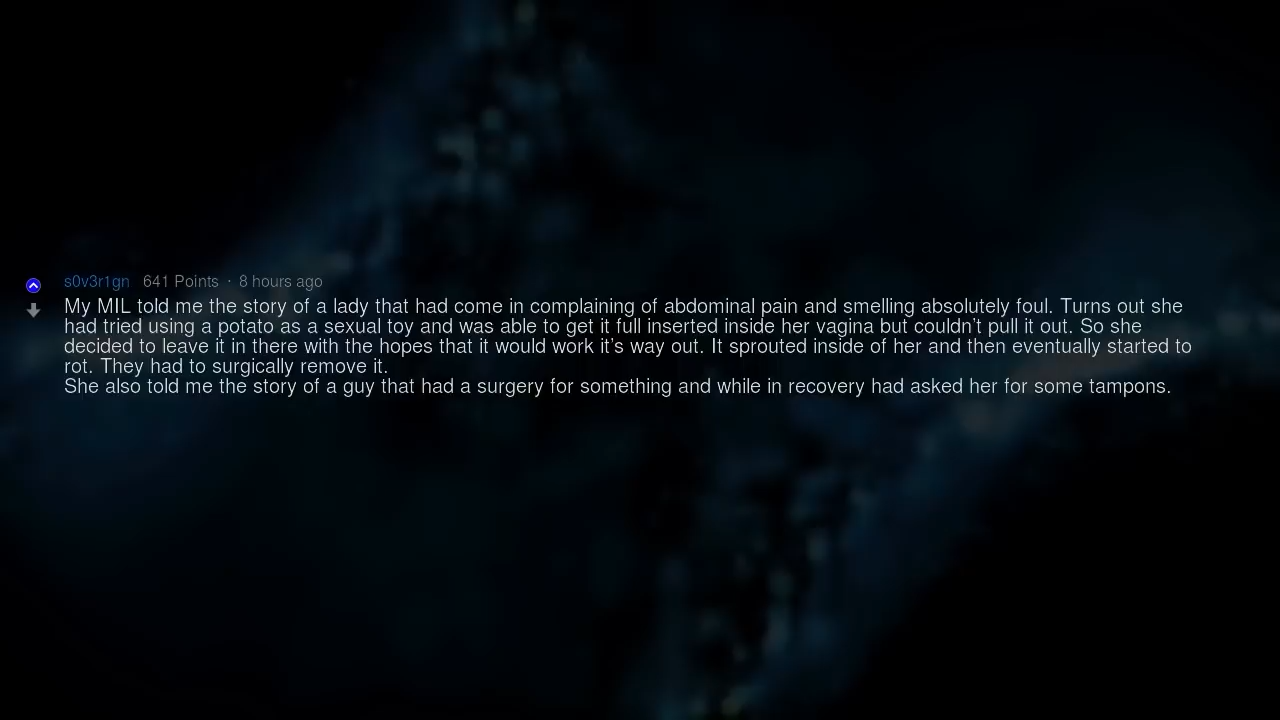 s0v3r1gn 641 Points · 8 hours ago
My MIL told me the story of a lady that had come in complaining of abdominal pain and smelling absolutely foul. Turns out she
had tried using a potato as a sexual toy and was able to get it full inserted inside her vagina but couldn't pull it out. So she
decided to leave it in there with the hopes that it would work it's way out. It sprouted inside of her and then eventually started to
rot. They had to surgically remove it.
She also told me the story of a guy that had a surgery for something and while in recovery had asked her for some tampons.